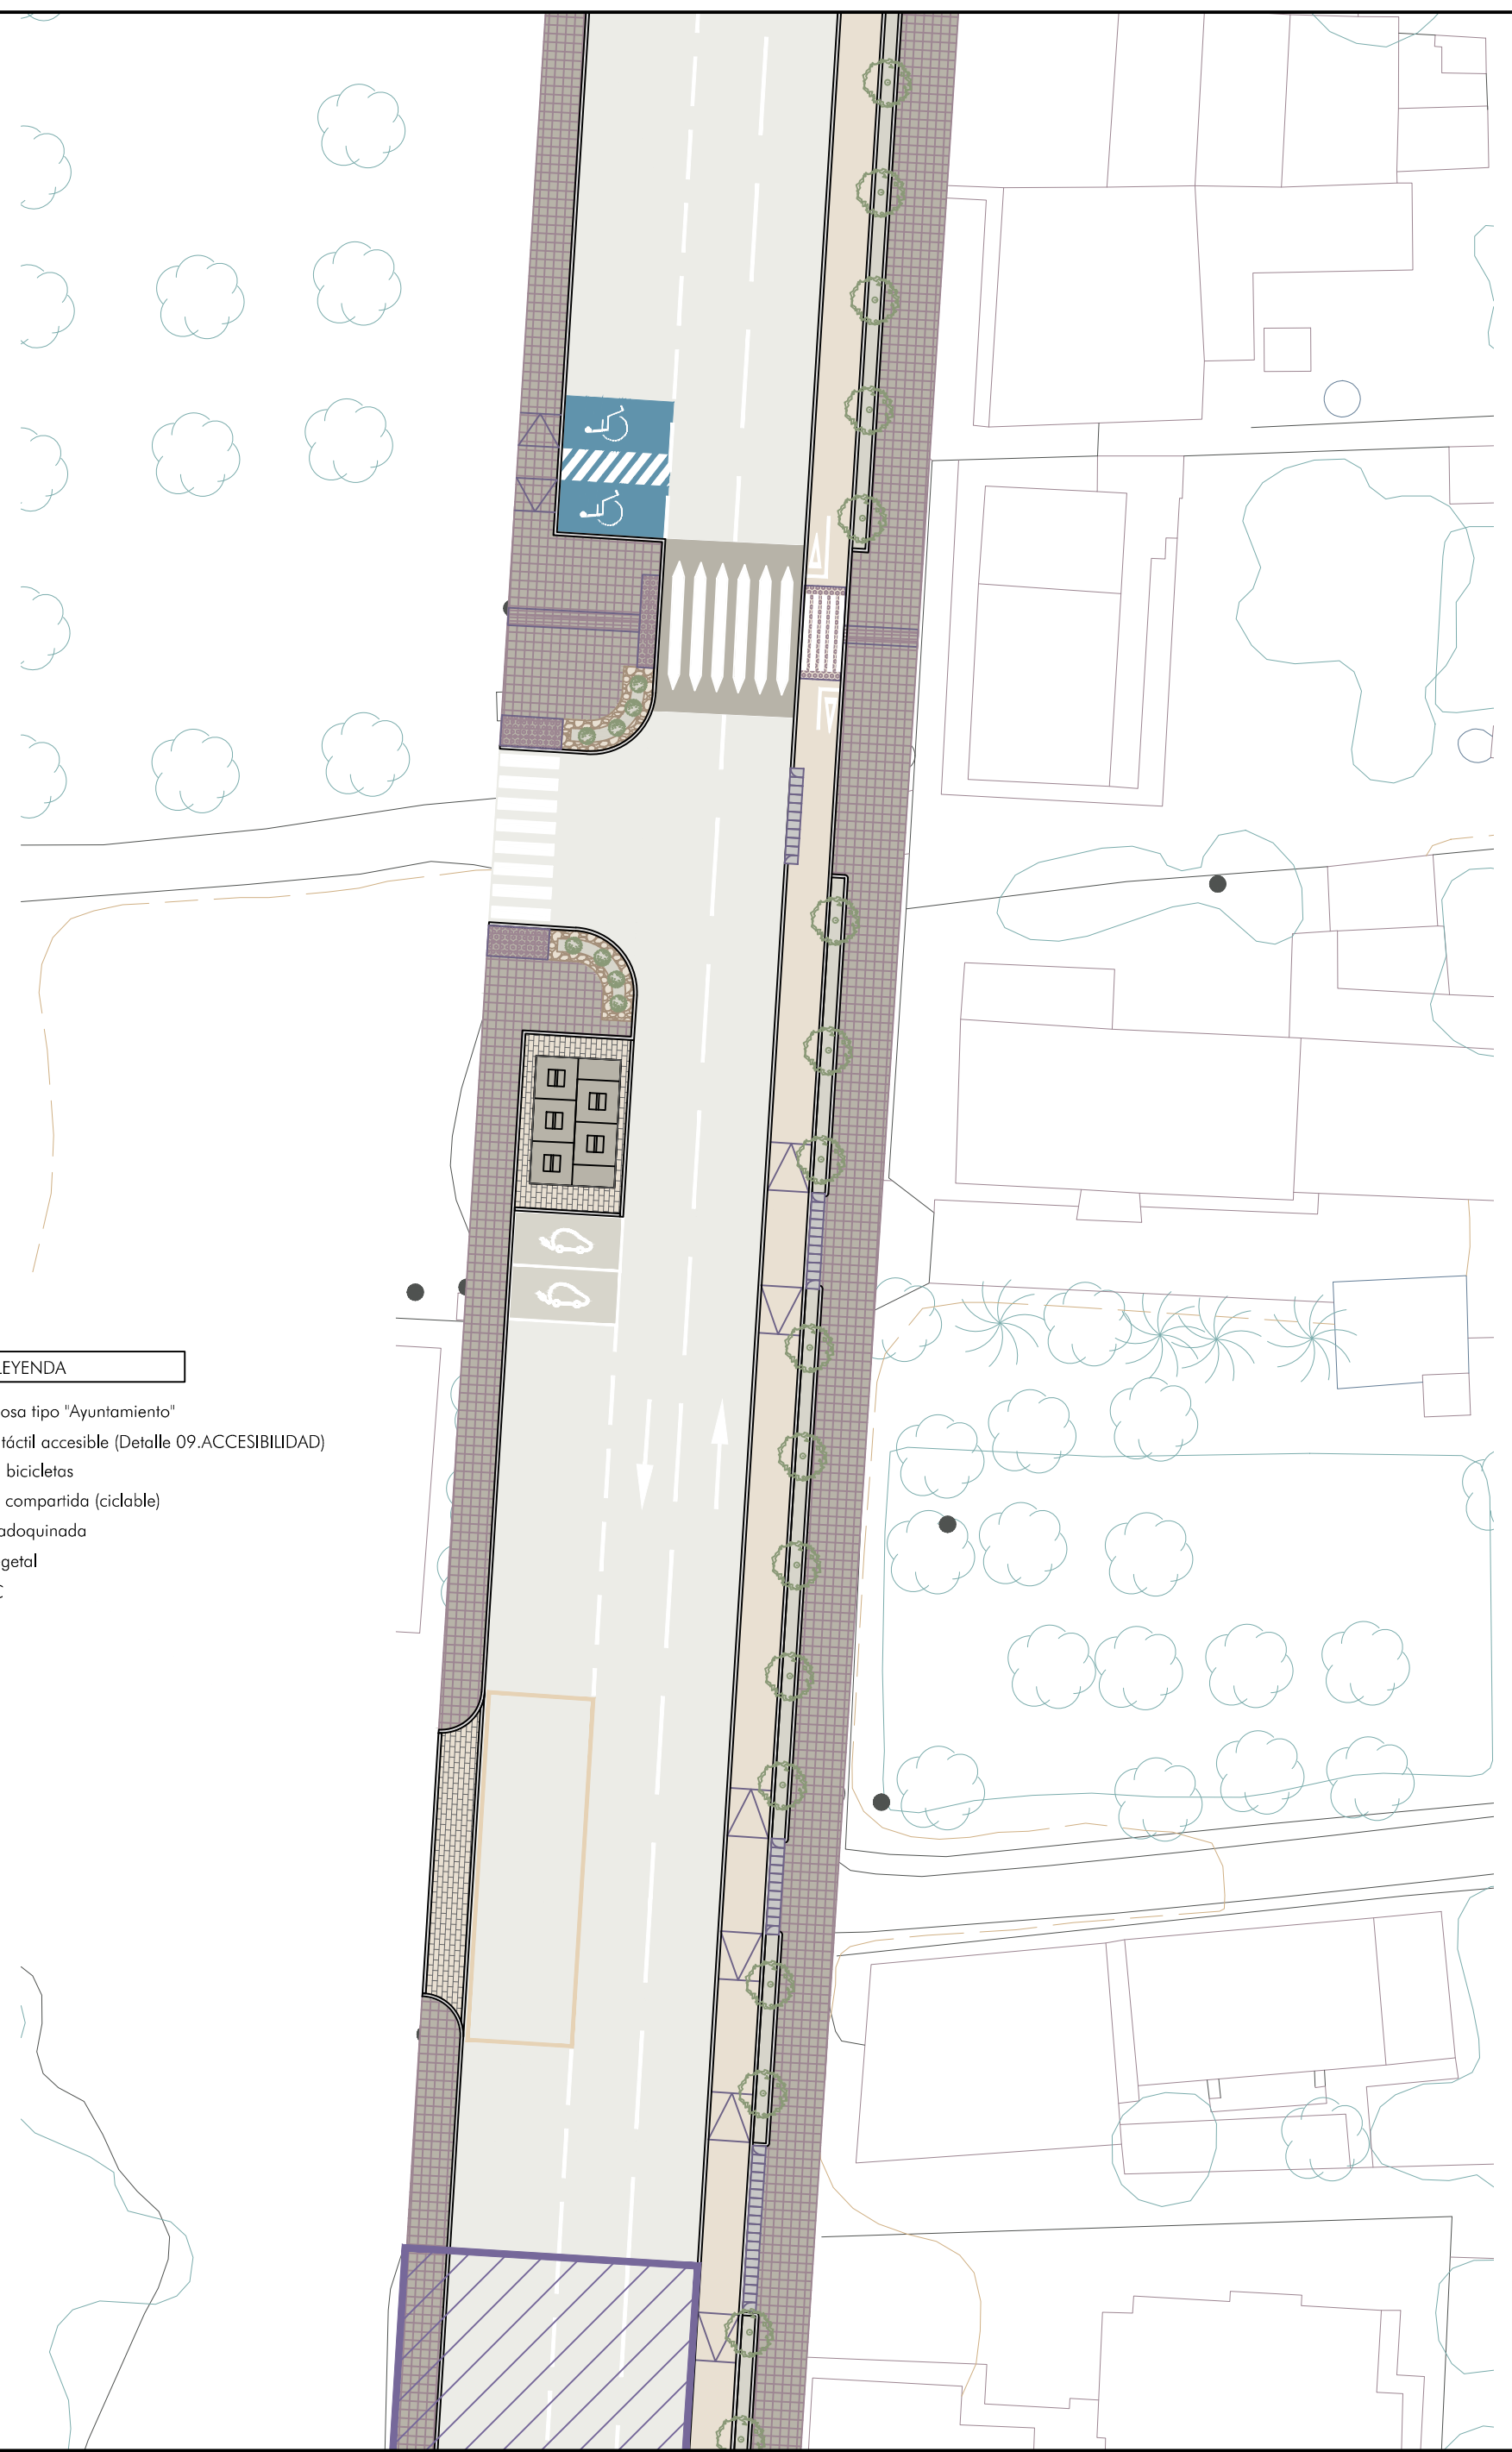 LEYENDA
osa tipo "Ayuntamiento"
táctil accesible (Detalle 09.ACCESIBILIDAD)
bicicletas
compartida (ciclable)
adoquinada
getal
C